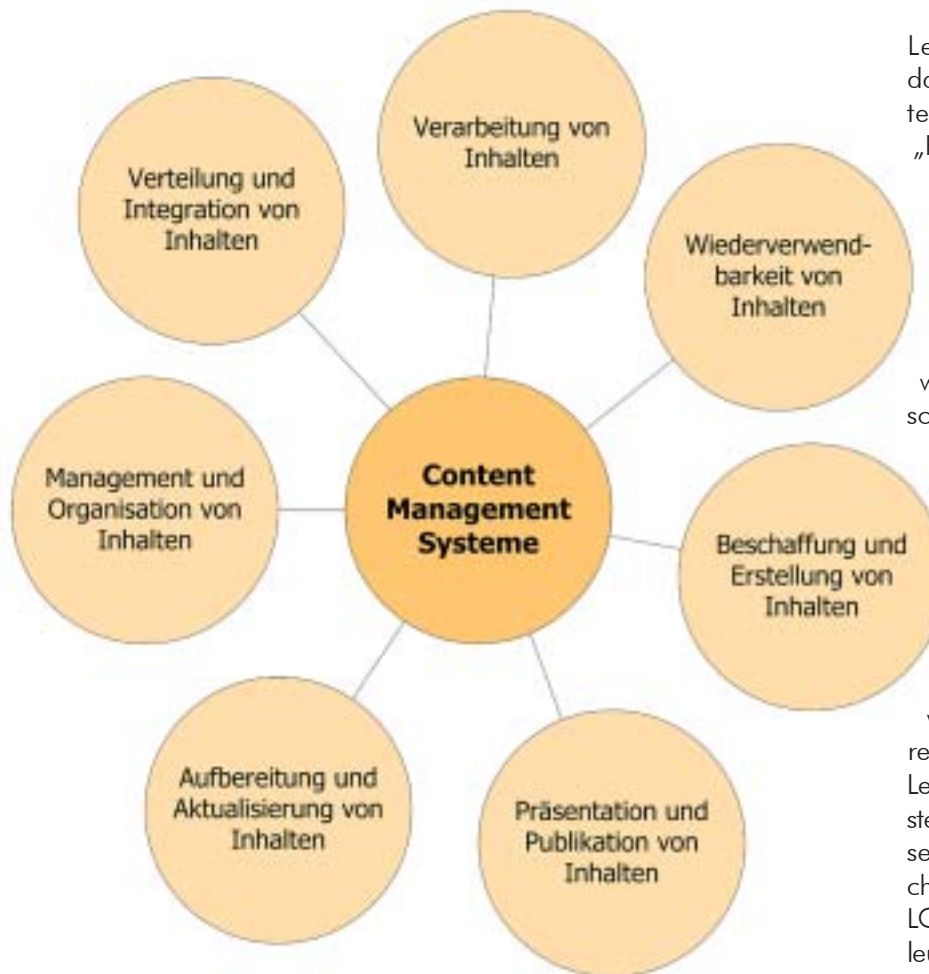 Verarbeitung von
Inhalten
Verteilung und
Integration von
Inhalten
Wiederverwend-
barkeit von
Inhalten
Content
Management
Systeme
Management und
Organisation von
Inhalten
Beschaffung und
Erstellung von
Inhalten
Aufbereitung und
Aktualisierung von
Inhalten
Präsentation und
Publikation von
Inhalten